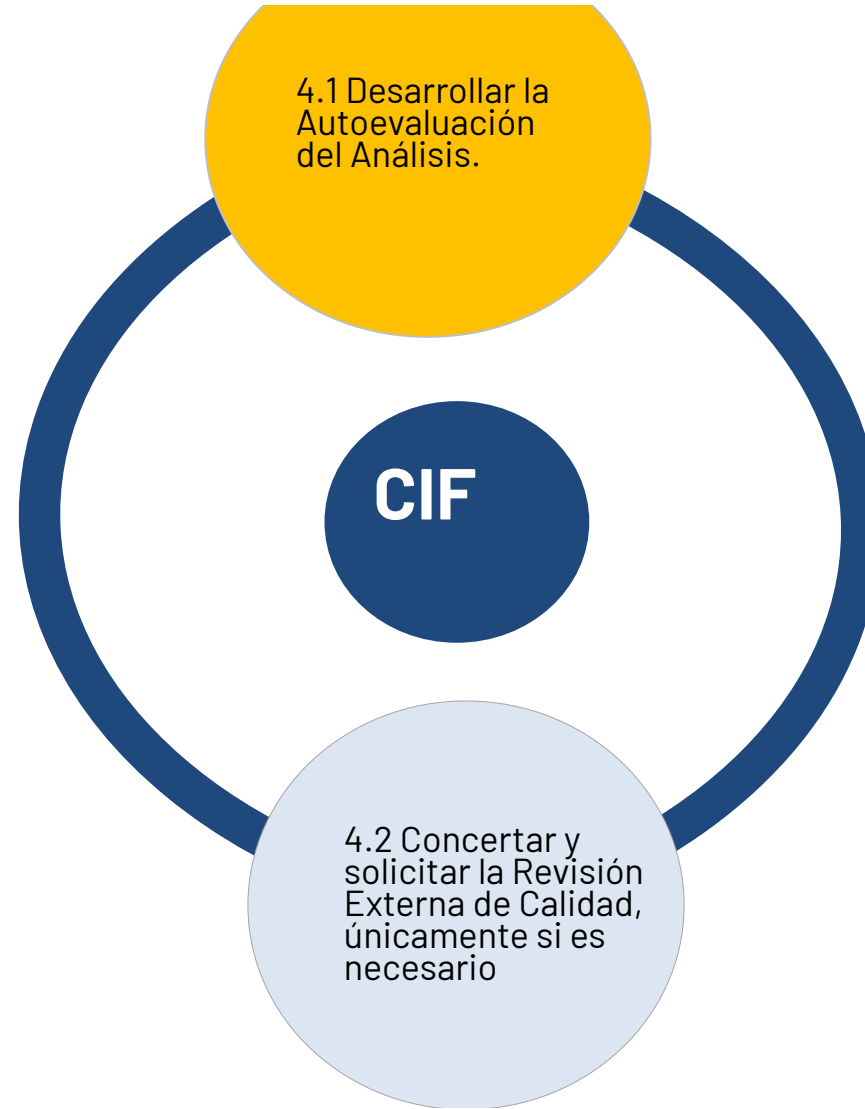 4.1 Desarrollar la
Autoevaluación
del Análisis.
CIF
4.2 Concertar y
solicitar la Revisión
Externa de Calidad,
únicamente si es
necesario